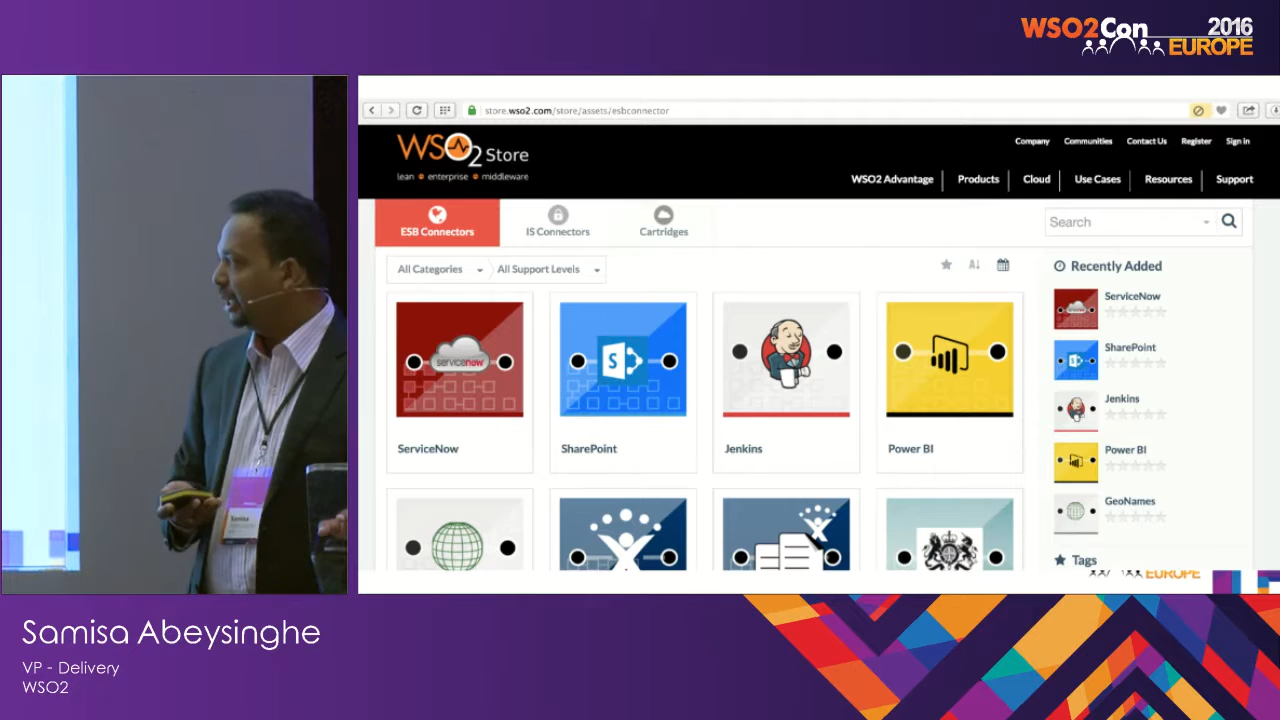 WSO2Con 2016
EUROPE
store.wso2.com/store/assets/esbconnector
WSO2 Store
lean enterprise middleware
Company Communities Contact Us Register Sign in
WSO2 Advantage Products Cloud Use Cases Resources Support
ESB Connectors IS Connectors Cartridges
Search
All Categories All Support Levels
servicenow
S
ServiceNow SharePoint Jenkins Power BI
Recently Added
ServiceNow
SharePoint
Jenkins
Power BI
GeoNames
Tags
EUROPE
Samisa
Samisa Abeysinghe
VP - Delivery
WSO2